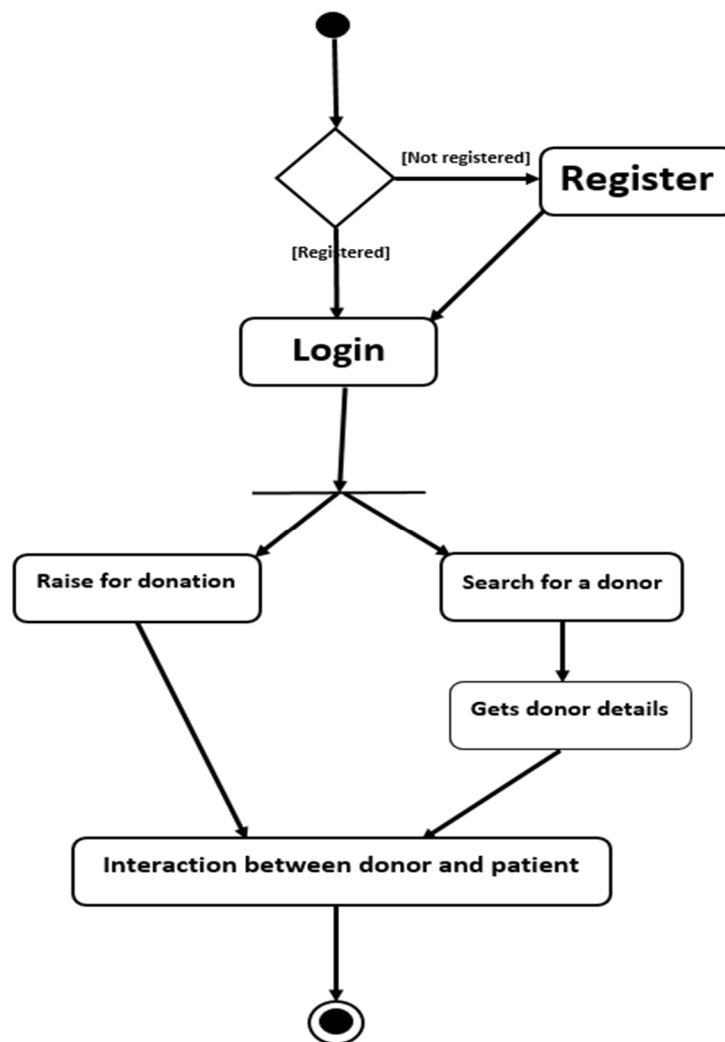 [Not registered]
Register
[Registered]
Login
Raise for donation
Search for a donor
Gets donor details
Interaction between donor and patient